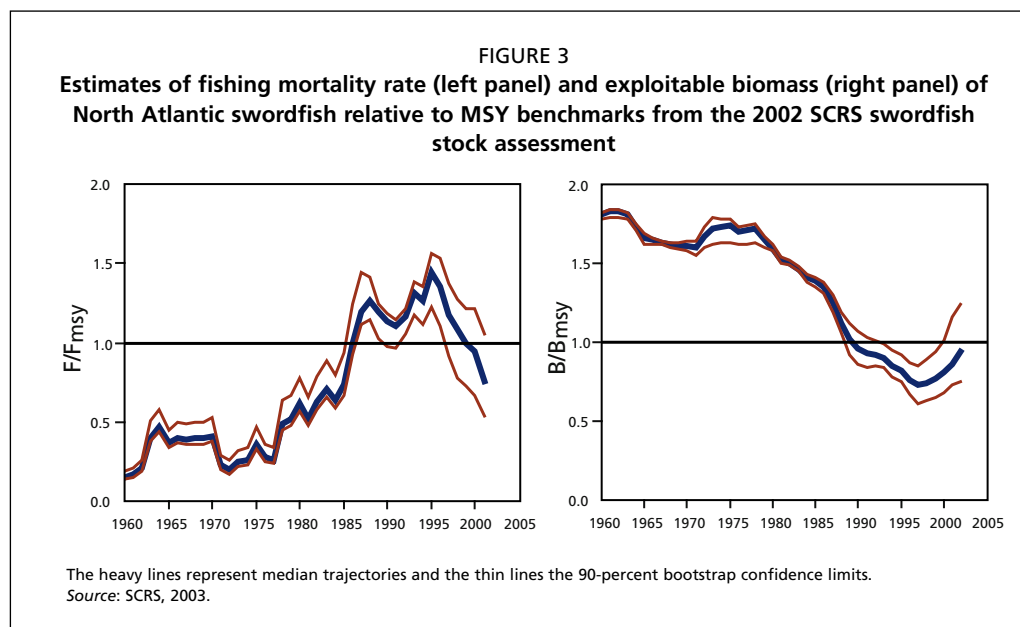 FIGURE 3
Estimates of fishing mortality rate (left panel) and exploitable biomass (right panel) of
North Atlantic swordfish relative to MSY benchmarks from the 2002 SCRS swordfish
stock assessment
2.0
1.5
1.0
0.5
0.0
F/Fmsy
1960 1965 1970 1975 1980 1985 1990 1995 2000 2005
2.0
1.5
1.0
0.5
0.0
B/Bmsy
1960 1965 1970 1975 1980 1985 1990 1995 2000 2005
The heavy lines represent median trajectories and the thin lines the 90-percent bootstrap confidence limits.
Source: SCRS, 2003.